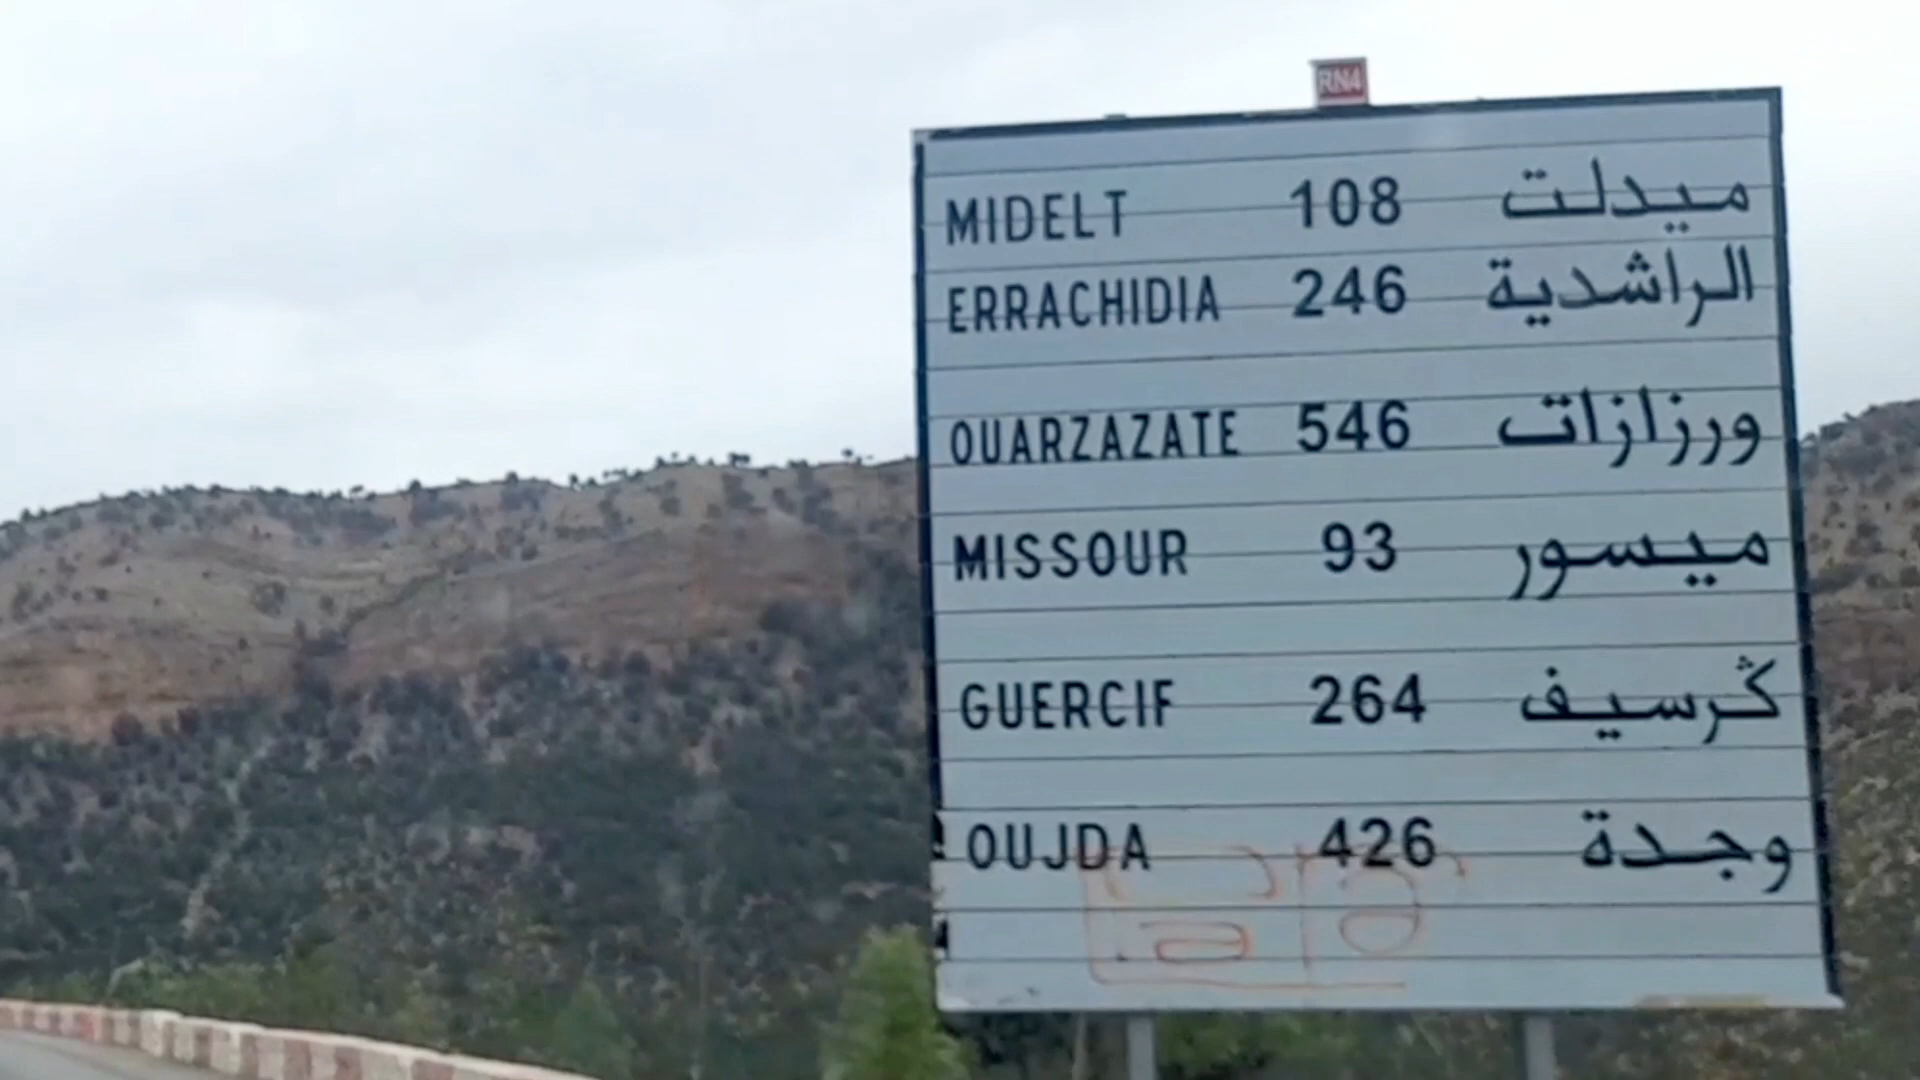 RN4
MIDELT 108 ميدلت
ERRACHIDIA 246 الراشدية
OUARZAZATE 546 ورزازات
MISSOUR 93 ميسور
GUERCIF 264 ݣرسيف
OUJDA 426 وجدة